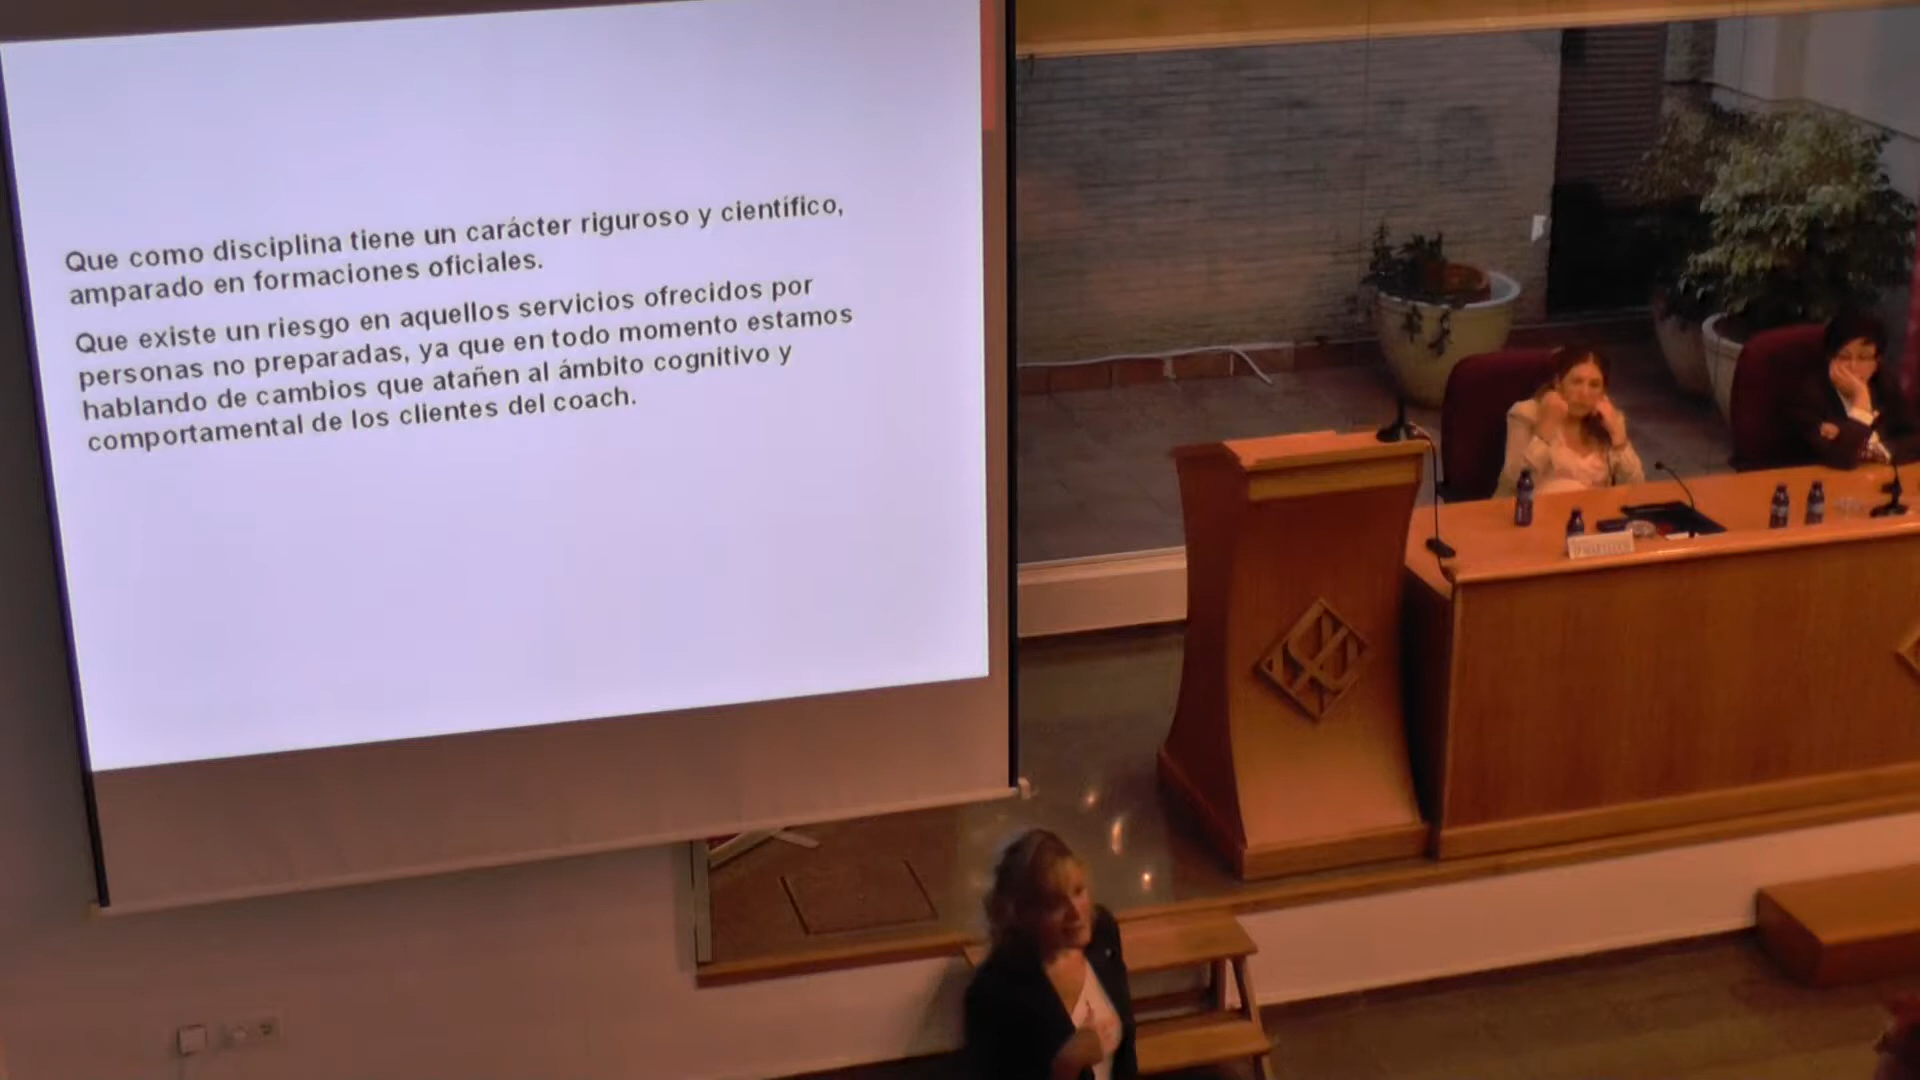 Que como disciplina tiene un carácter riguroso y científico,
amparado en formaciones oficiales.
Que existe un riesgo en aquellos servicios ofrecidos por
personas no preparadas, ya que en todo momento estamos
hablando de cambios que atañen al ámbito cognitivo y
comportamental de los clientes del coach.